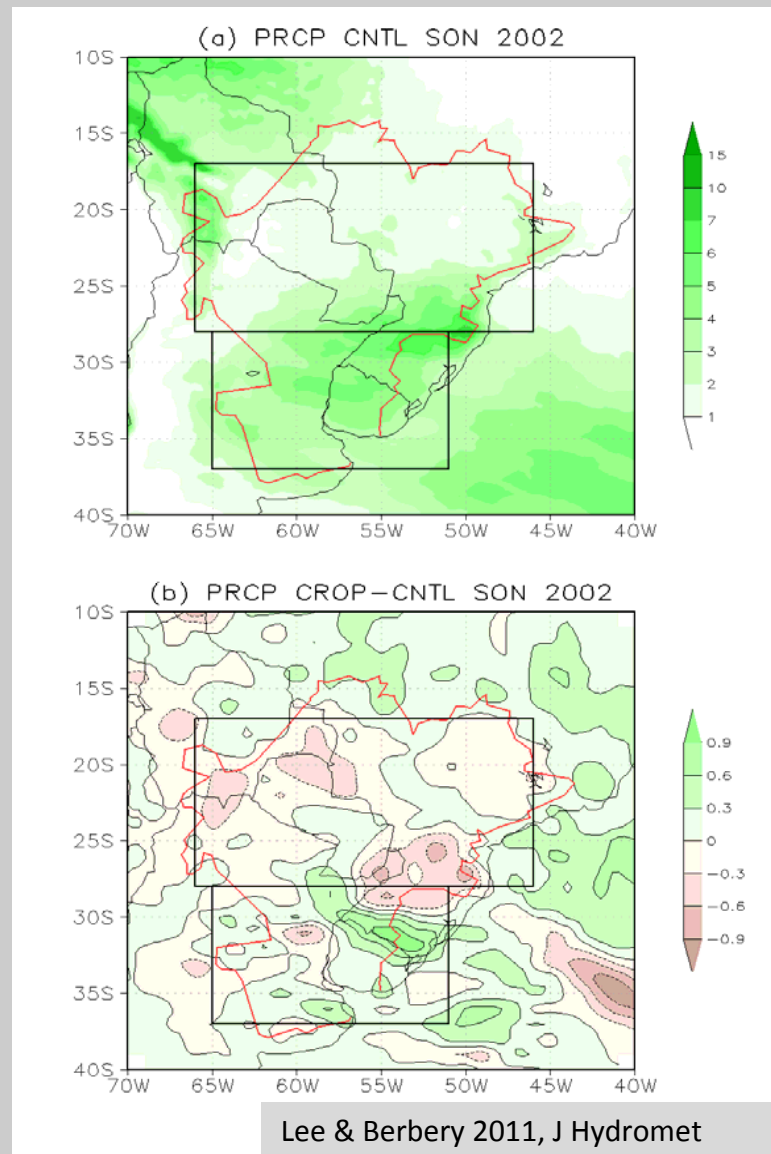 (a) PRCP CNTL SON 2002
10S
15S
20S
25S
30S
35S
40S
70W 65W 60W 55W 50W 45W 40W
15
10
7
6
5
4
3
2
1
(b) PRCP CROP−CNTL SON 2002
10S
15S
20S
25S
30S
35S
40S
70W 65W 60W 55W 50W 45W 40W
0.9
0.6
0.3
0
−0.3
−0.6
−0.9
Lee & Berbery 2011, J Hydromet